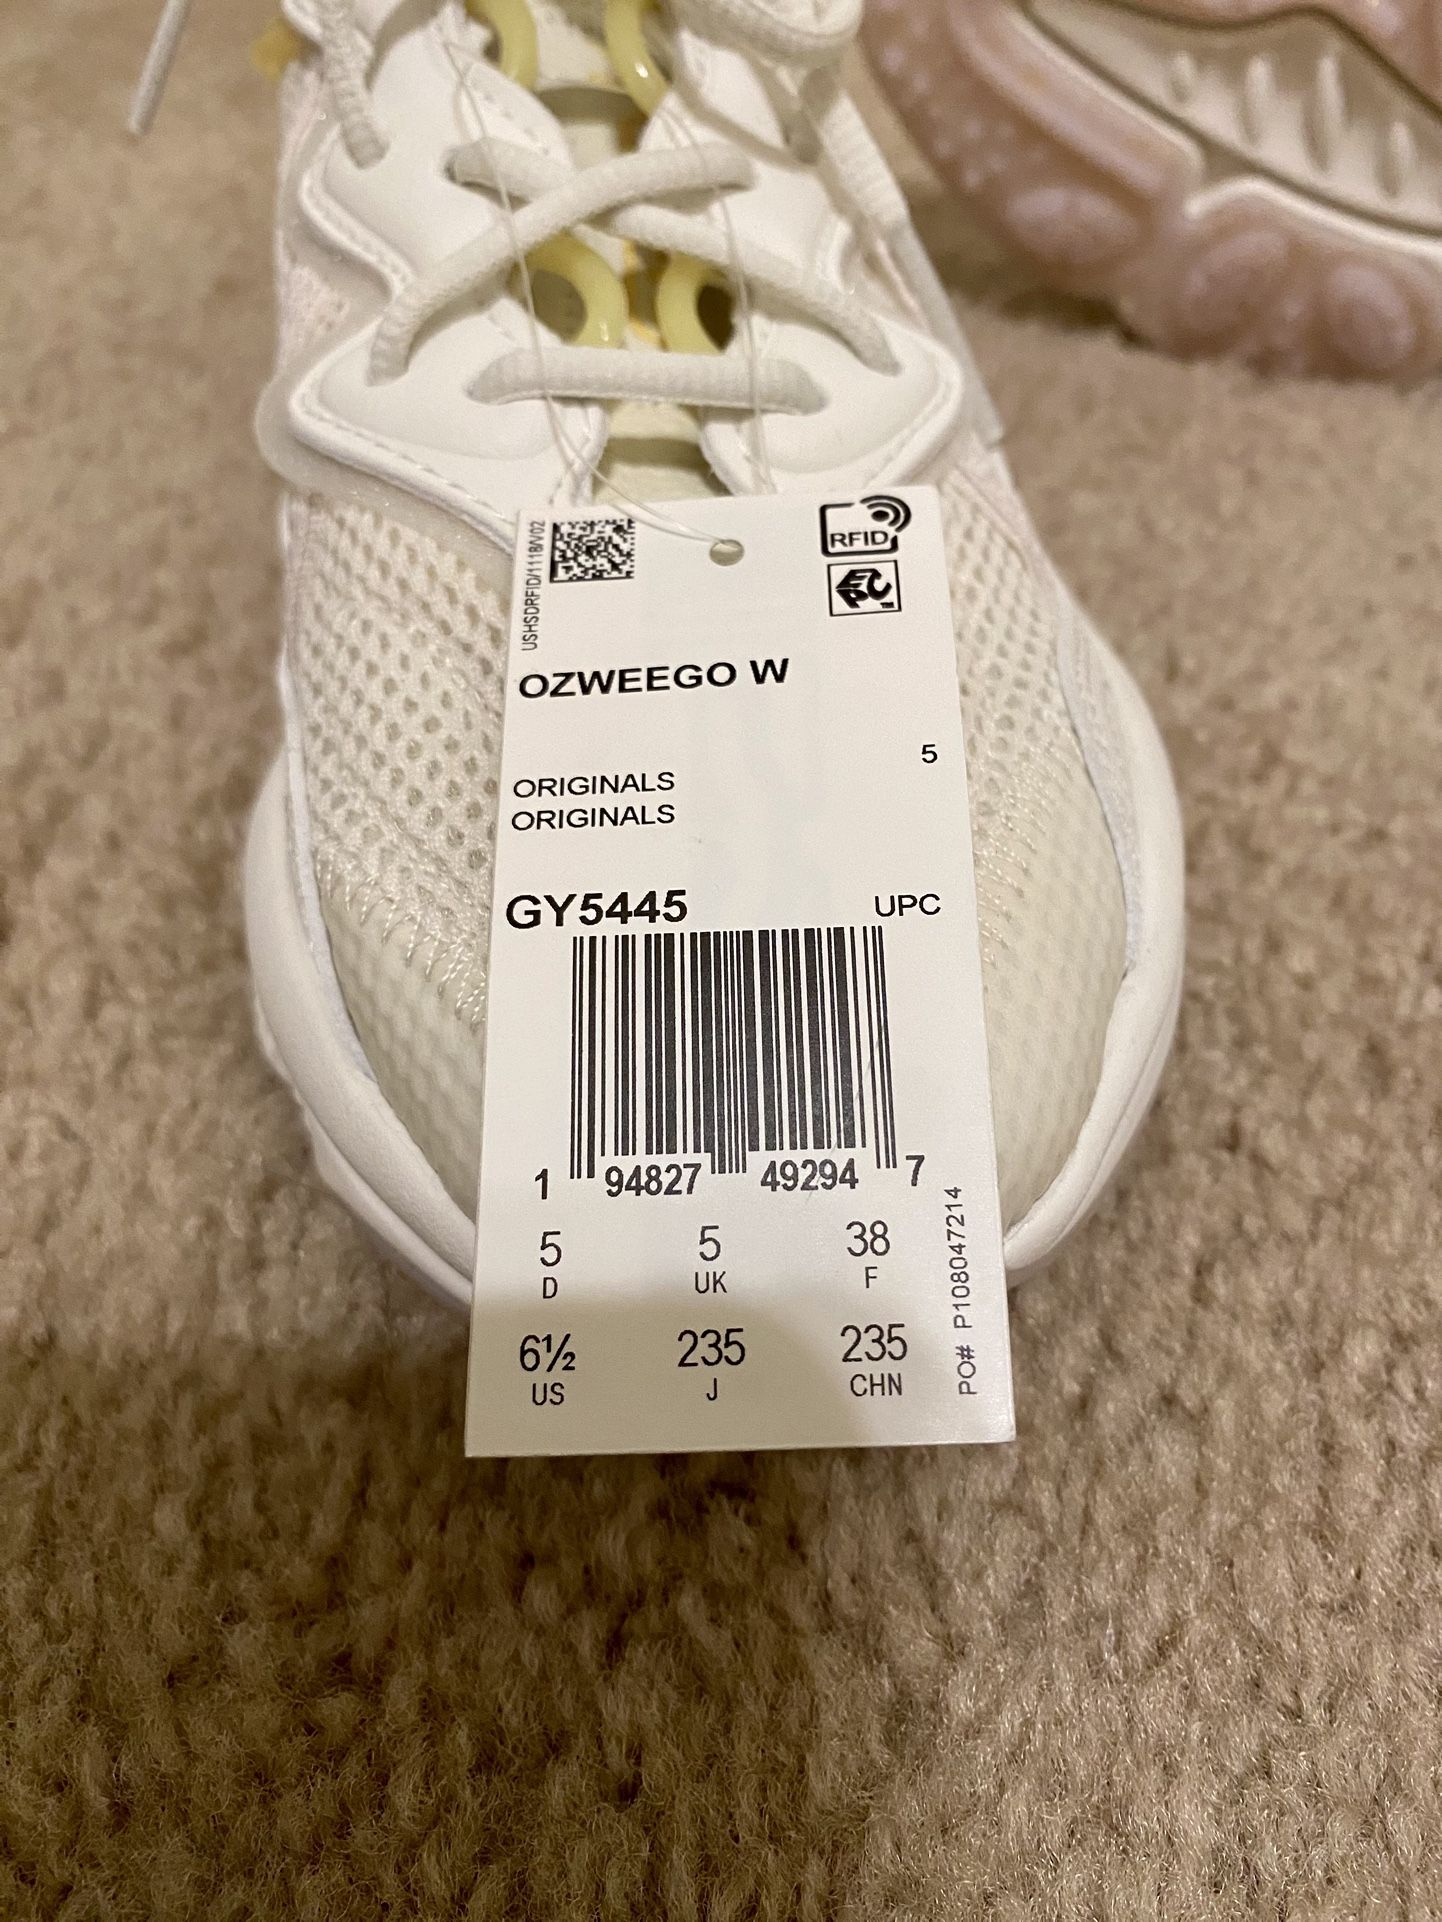 USHSDRFID/1118/V02
RFID
EPC™
OZWEEGO W
5
ORIGINALS
ORIGINALS
GY5445
UPC
1 94827 49294 7
5 5 38
D UK F
6½ 235 235
US J CHN
PO# P108047214